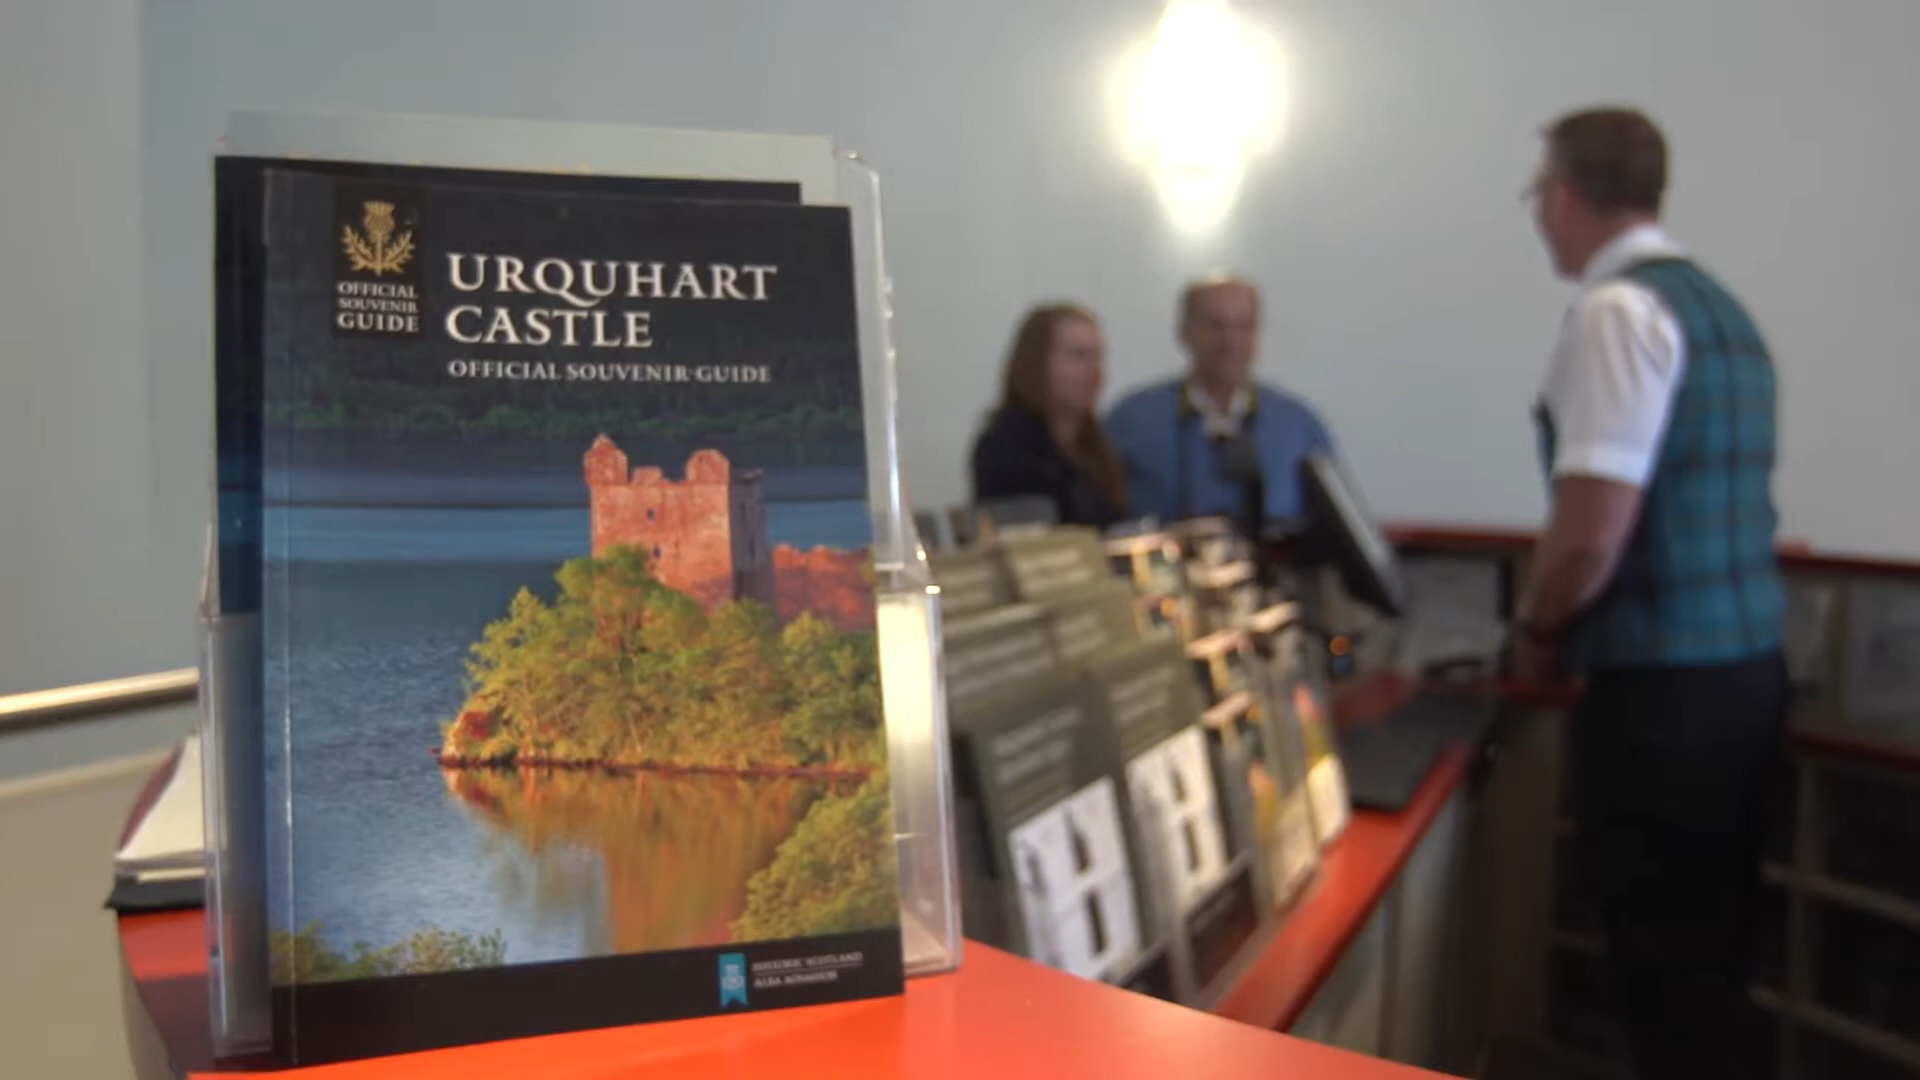 OFFICIAL
SOUVENIR
GUIDE
URQUHART
CASTLE
OFFICIAL SOUVENIR GUIDE
HISTORIC SCOTLAND
ALBA AOSMHOR